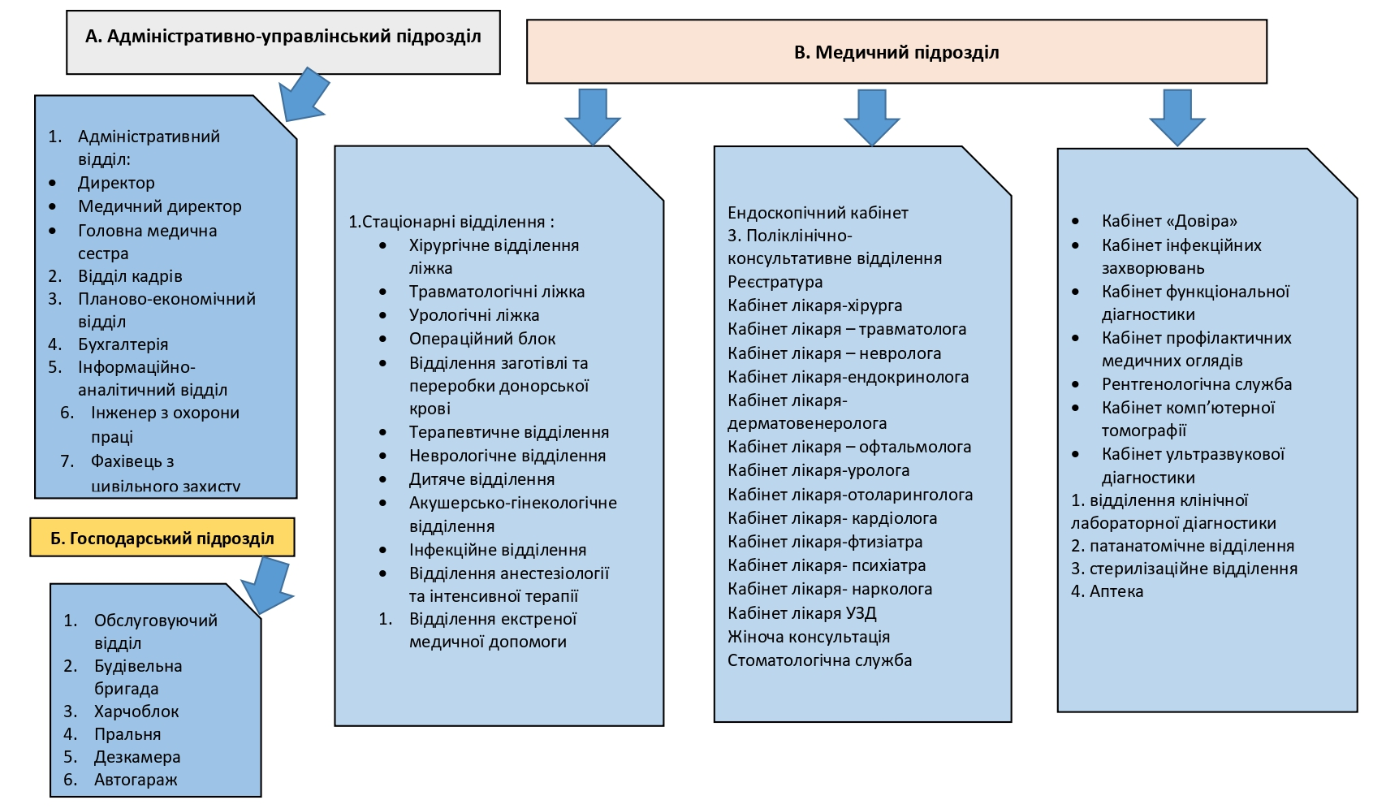 А. Адміністративно-управлінський підрозділ
1. Адміністративний
відділ:
• Директор
• Медичний директор
• Головна медична
сестра
2. Відділ кадрів
3. Планово-економічний
відділ
4. Бухгалтерія
5. Інформаційно-
аналітичний відділ
6. Інженер з охорони
праці
7. Фахівець з
цивільного захисту
Б. Господарський підрозділ
1. Обслуговуючий
відділ
2. Будівельна
бригада
3. Харчоблок
4. Пральня
5. Дезкамера
6. Автогараж
В. Медичний підрозділ
1.Стаціонарні відділення :
• Хірургічне відділення
ліжка
• Травматологічні ліжка
• Урологічні ліжка
• Операційний блок
• Відділення заготівлі та
переробки донорської
крові
• Терапевтичне відділення
• Неврологічне відділення
• Дитяче відділення
• Акушерсько-гінекологічне
відділення
• Інфекційне відділення
• Відділення анестезіології
та інтенсивної терапії
1. Відділення екстреної
медичної допомоги
Ендоскопічний кабінет
3. Поліклінічно-
консультативне відділення
Реєстратура
Кабінет лікаря-хірурга
Кабінет лікаря – травматолога
Кабінет лікаря – невролога
Кабінет лікаря-ендокринолога
Кабінет лікаря-
дерматовенеролога
Кабінет лікаря – офтальмолога
Кабінет лікаря-уролога
Кабінет лікаря-отоларинголога
Кабінет лікаря- кардіолога
Кабінет лікаря-фтизіатра
Кабінет лікаря- психіатра
Кабінет лікаря- нарколога
Кабінет лікаря УЗД
Жіноча консультація
Стоматологічна служба
• Кабінет «Довіра»
• Кабінет інфекційних
захворювань
• Кабінет функціональної
діагностики
• Кабінет профілактичних
медичних оглядів
• Рентгенологічна служба
• Кабінет комп’ютерної
томографії
• Кабінет ультразвукової
діагностики
1. відділення клінічної
лабораторної діагностики
2. патанатомічне відділення
3. стерилізаційне відділення
4. Аптека